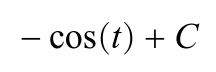 − cos(t) + C